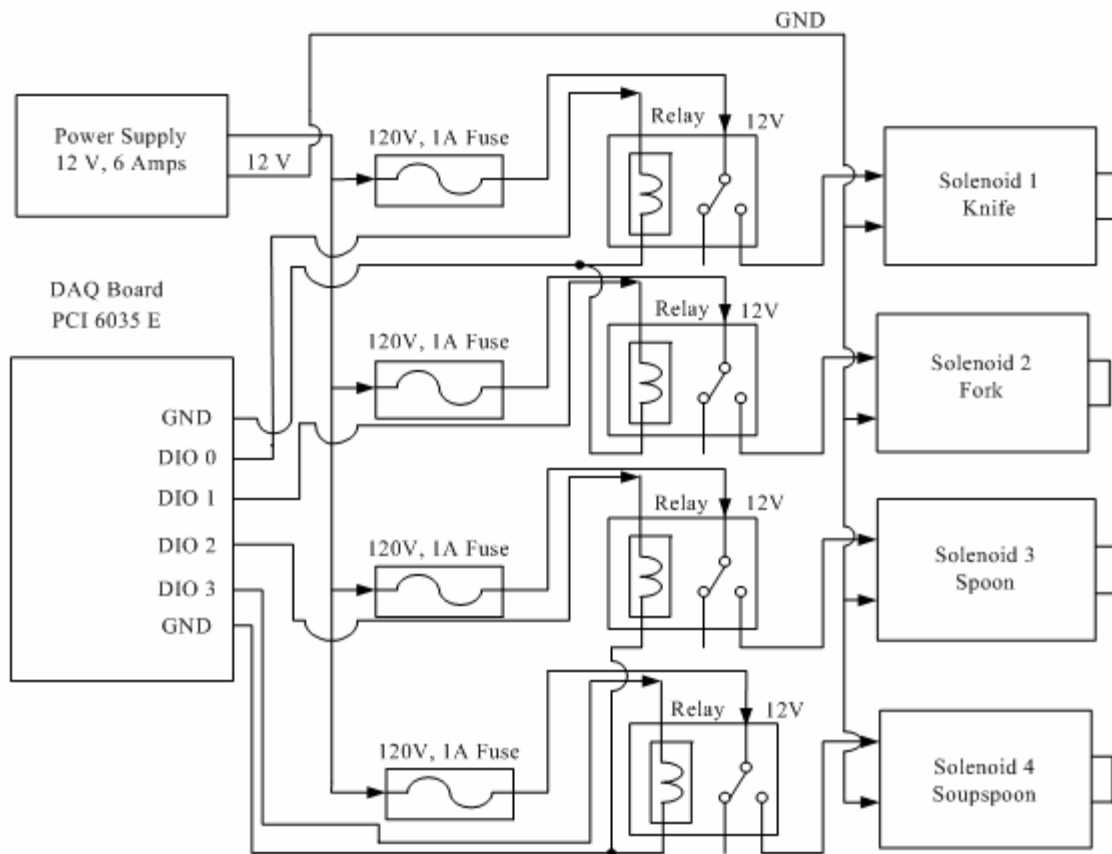 GND
Power Supply
12 V, 6 Amps
12 V
120V, 1A Fuse
Relay
12V
Solenoid 1
Knife
DAQ Board
PCI 6035 E
120V, 1A Fuse
Relay
12V
Solenoid 2
Fork
GND
DIO 0
DIO 1
DIO 2
DIO 3
GND
120V, 1A Fuse
Relay
12V
Solenoid 3
Spoon
120V, 1A Fuse
Relay
12V
Solenoid 4
Soupspoon